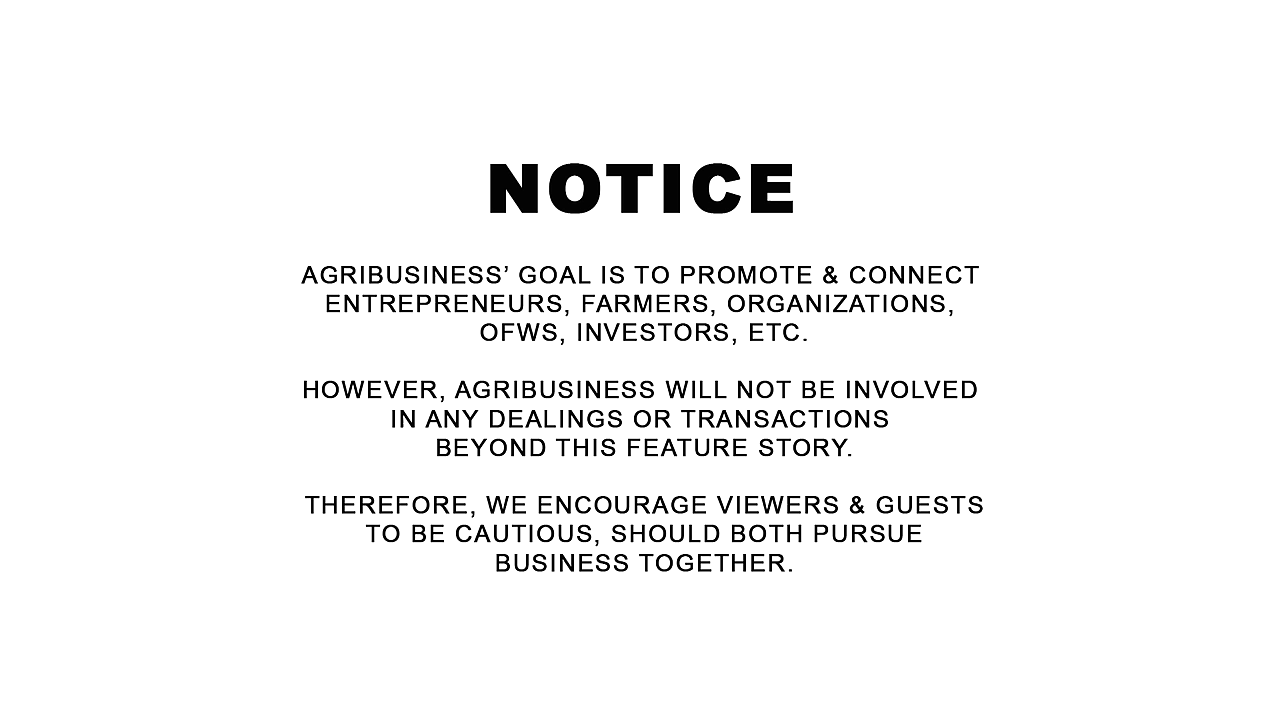 NOTICE
AGRIBUSINESS’ GOAL IS TO PROMOTE & CONNECT
ENTREPRENEURS, FARMERS, ORGANIZATIONS,
OFWS, INVESTORS, ETC.
HOWEVER, AGRIBUSINESS WILL NOT BE INVOLVED
IN ANY DEALINGS OR TRANSACTIONS
BEYOND THIS FEATURE STORY.
THEREFORE, WE ENCOURAGE VIEWERS & GUESTS
TO BE CAUTIOUS, SHOULD BOTH PURSUE
BUSINESS TOGETHER.